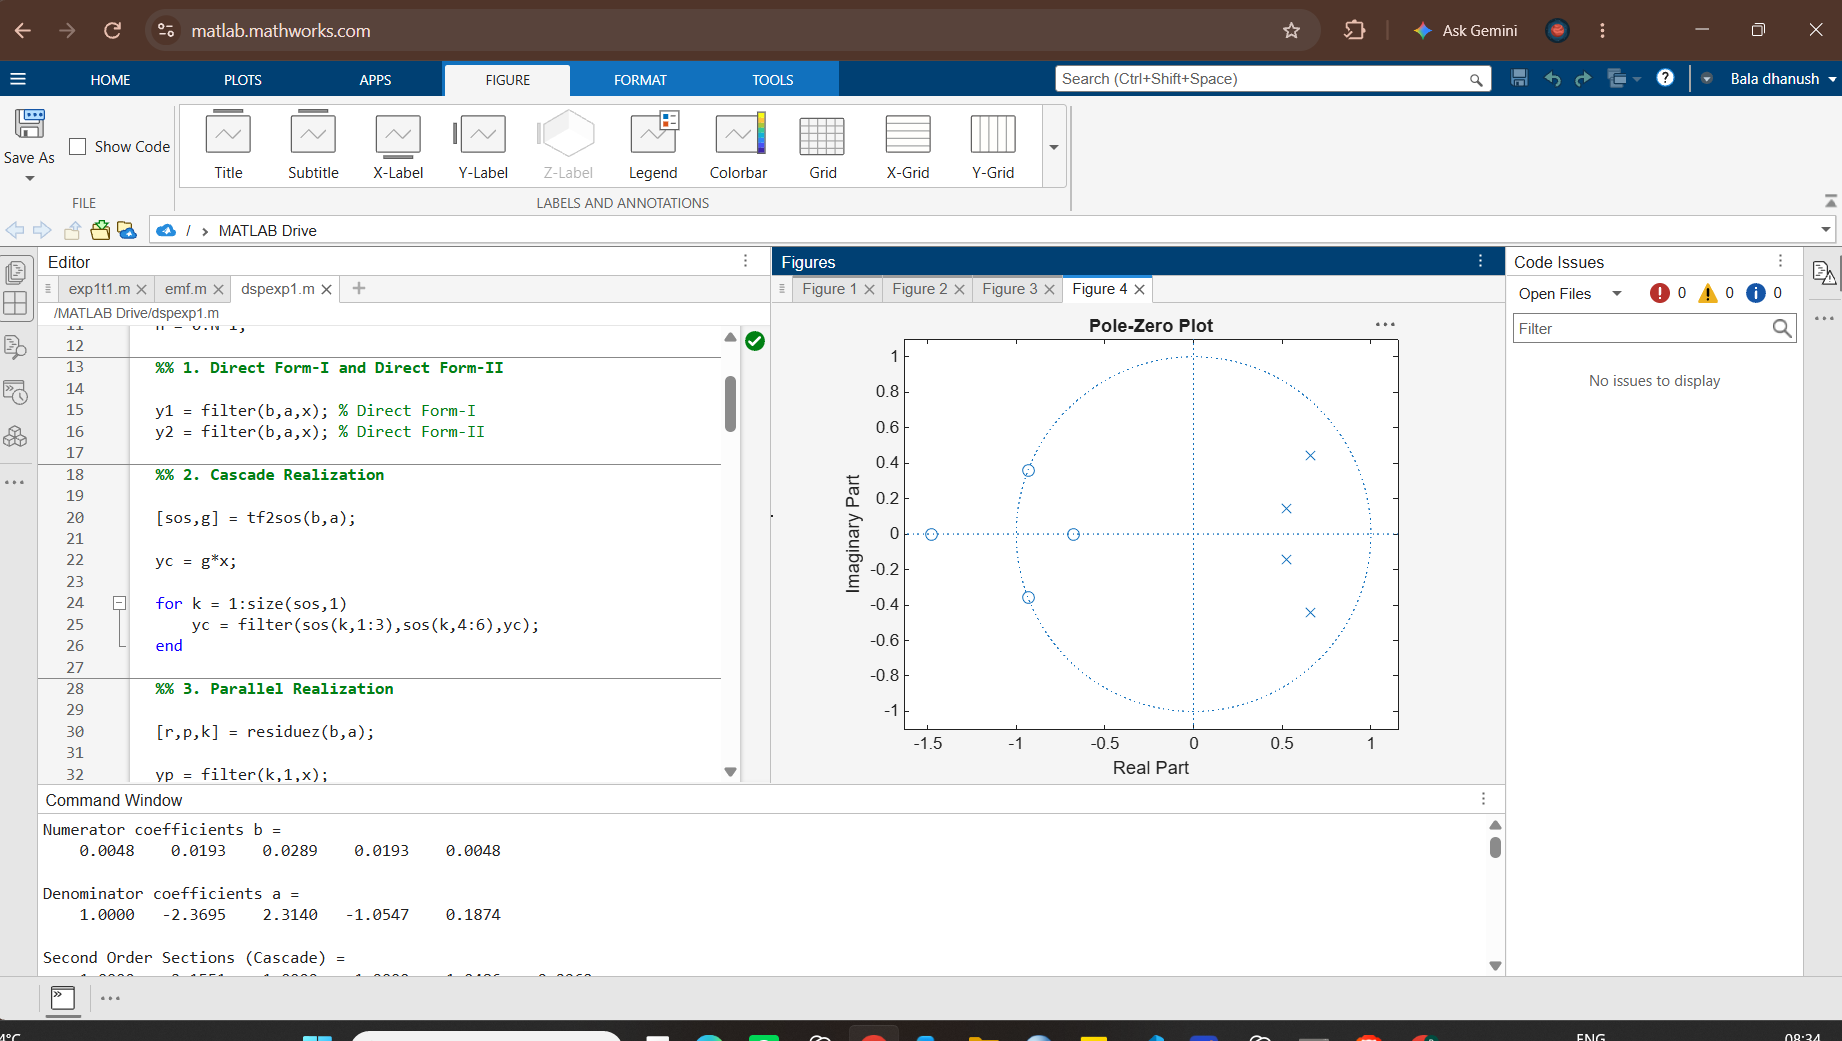 matlab.mathworks.com
Ask Gemini
HOME PLOTS APPS FIGURE FORMAT TOOLS
Search (Ctrl+Shift+Space)
Bala dhanush
Save As
Show Code
Title Subtitle X-Label Y-Label Z-Label Legend Colorbar Grid X-Grid Y-Grid
FILE
LABELS AND ANNOTATIONS
/ › MATLAB Drive
Editor
exp1t1.m emf.m dspexp1.m
/MATLAB Drive/dspexp1.m
12
13 %% 1. Direct Form-I and Direct Form-II
14
15 y1 = filter(b,a,x); % Direct Form-I
16 y2 = filter(b,a,x); % Direct Form-II
17
18 %% 2. Cascade Realization
19
20 [sos,g] = tf2sos(b,a);
21
22 yc = g*x;
23
24 for k = 1:size(sos,1)
25 yc = filter(sos(k,1:3),sos(k,4:6),yc);
26 end
27
28 %% 3. Parallel Realization
29
30 [r,p,k] = residuez(b,a);
31
32 yp = filter(k,1,x);
Figures
Figure 1 Figure 2 Figure 3 Figure 4
Pole-Zero Plot
1
0.8
0.6
0.4
0.2
0
-0.2
-0.4
-0.6
-0.8
-1
Imaginary Part
-1.5 -1 -0.5 0 0.5 1
Real Part
Code Issues
Open Files 0 0 0
Filter
No issues to display
Command Window
Numerator coefficients b =
0.0048 0.0193 0.0289 0.0193 0.0048
Denominator coefficients a =
1.0000 -2.3695 2.3140 -1.0547 0.1874
Second Order Sections (Cascade) =
ENG
08:34